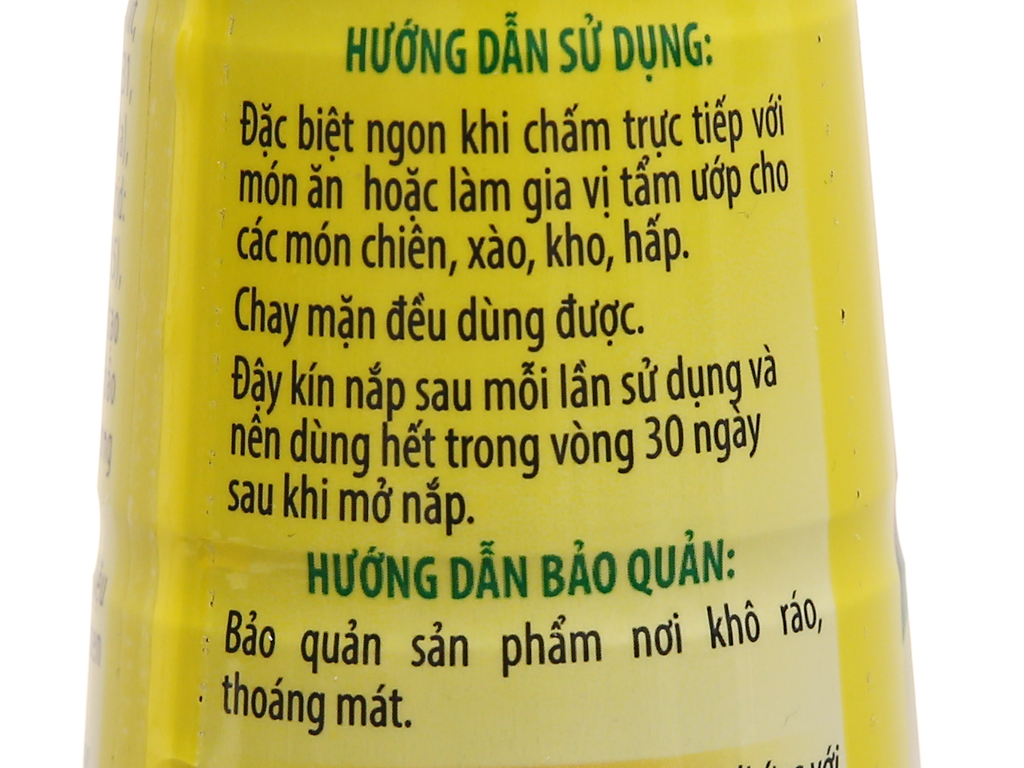 HƯỚNG DẪN SỬ DỤNG:
Đặc biệt ngon khi chấm trực tiếp với
món ăn hoặc làm gia vị tẩm ướp cho
các món chiên, xào, kho, hấp.
Chay mặn đều dùng được.
Đậy kín nắp sau mỗi lần sử dụng và
nên dùng hết trong vòng 30 ngày
sau khi mở nắp.
HƯỚNG DẪN BẢO QUẢN:
Bảo quản sản phẩm nơi khô ráo,
thoáng mát.